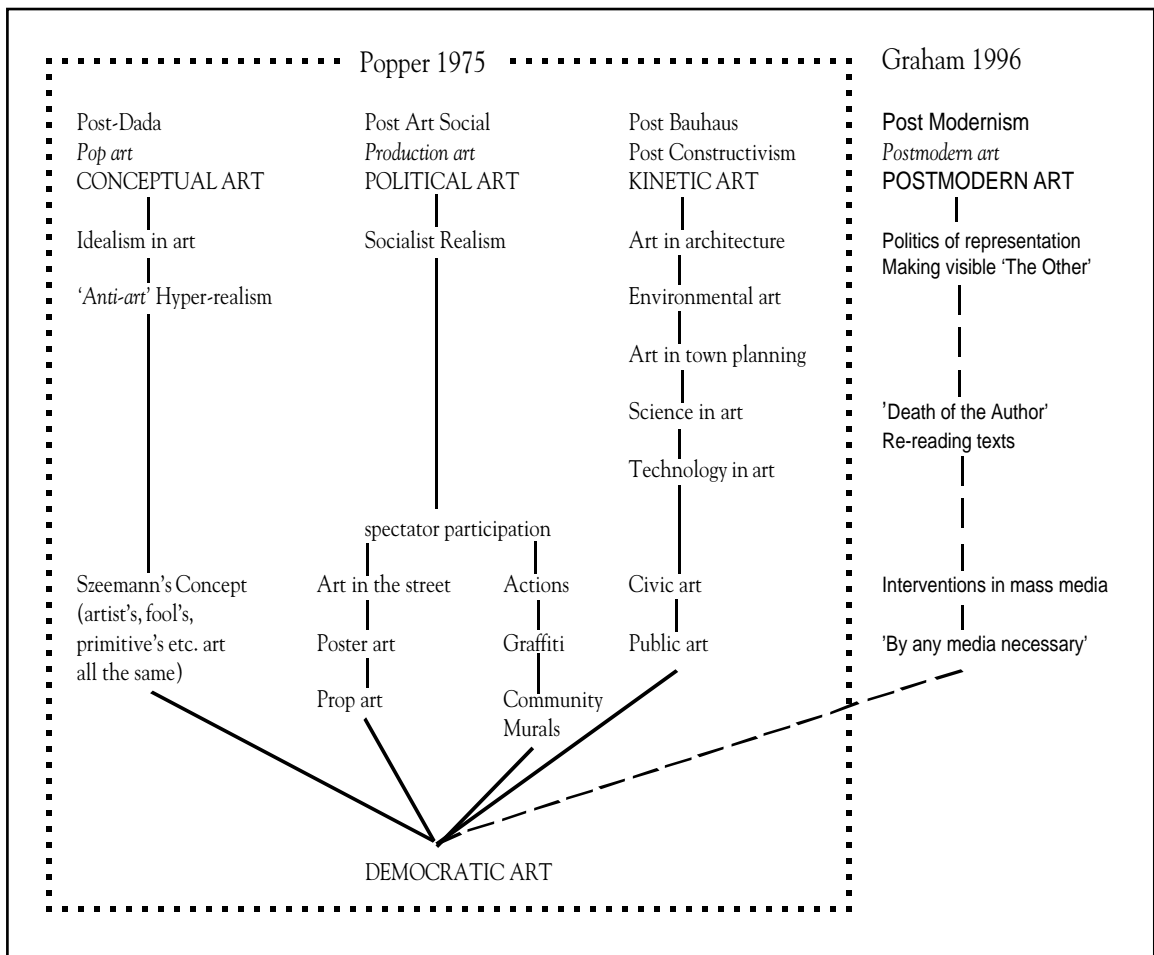 Popper 1975
Graham 1996
Post-Dada
Pop art
CONCEPTUAL ART
Idealism in art
‘Anti-art’ Hyper-realism
Szeemann’s Concept
(artist’s, fool’s,
primitive’s etc. art
all the same)
Post Art Social
Production art
POLITICAL ART
Socialist Realism
spectator participation
Art in the street
Poster art
Prop art
Actions
Graffiti
Community
Murals
Post Bauhaus
Post Constructivism
KINETIC ART
Art in architecture
Environmental art
Art in town planning
Science in art
Technology in art
Civic art
Public art
Post Modernism
Postmodern art
POSTMODERN ART
Politics of representation
Making visible ‘The Other’
’Death of the Author’
Re-reading texts
Interventions in mass media
’By any media necessary’
DEMOCRATIC ART